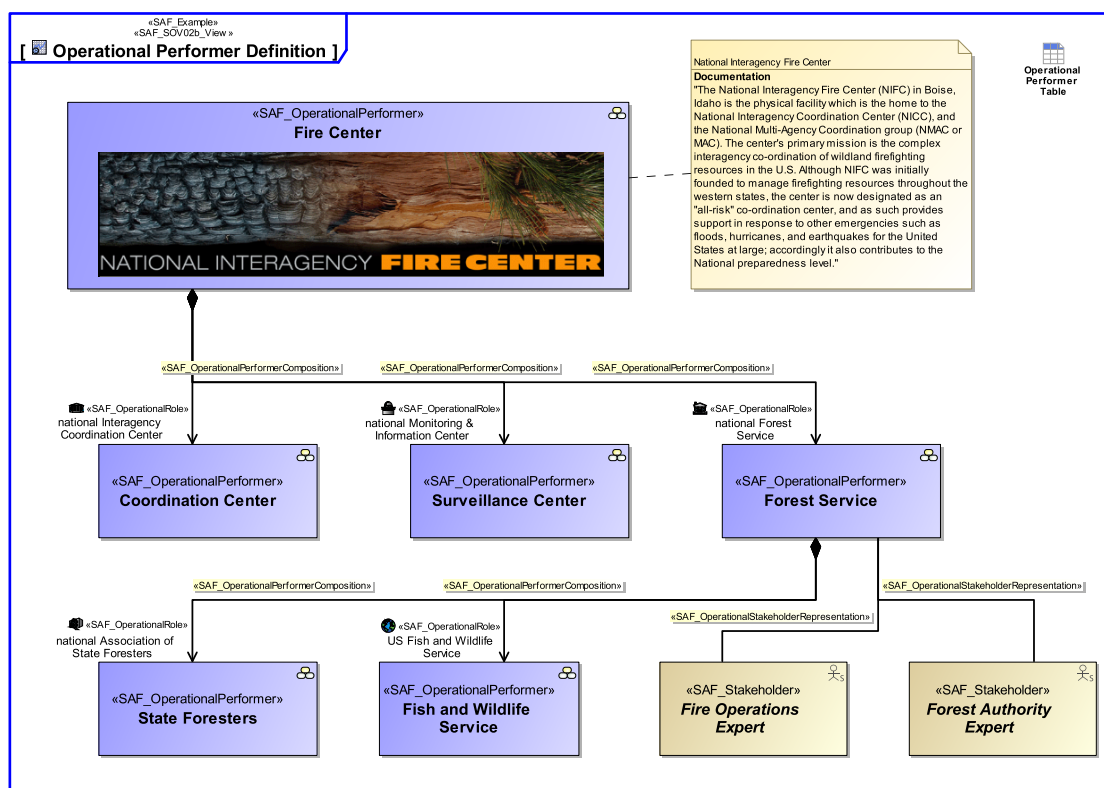 «SAF_Example»
«SAF_SOV02b_View »
[ Operational Performer Definition ]
National Interagency Fire Center
Documentation
"The National Interagency Fire Center (NIFC) in Boise,
Idaho is the physical facility which is the home to the
National Interagency Coordination Center (NICC), and
the National Multi-Agency Coordination group (NMAC or
MAC). The center's primary mission is the complex
interagency co-ordination of wildland firefighting
resources in the U.S. Although NIFC was initially
founded to manage firefighting resources throughout the
western states, the center is now designated as an
"all-risk" co-ordination center, and as such provides
support in response to other emergencies such as
floods, hurricanes, and earthquakes for the United
States at large; accordingly it also contributes to the
National preparedness level."
Operational
Performer
Table
«SAF_OperationalPerformer»
Fire Center
NATIONAL INTERAGENCY FIRE CENTER
«SAF_OperationalPerformerComposition»
«SAF_OperationalPerformerComposition»
«SAF_OperationalPerformerComposition»
«SAF_OperationalRole»
national Interagency
Coordination Center
«SAF_OperationalRole»
national Monitoring &
Information Center
«SAF_OperationalRole»
national Forest
Service
«SAF_OperationalPerformer»
Coordination Center
«SAF_OperationalPerformer»
Surveillance Center
«SAF_OperationalPerformer»
Forest Service
«SAF_OperationalPerformerComposition»
«SAF_OperationalPerformerComposition»
«SAF_OperationalStakeholderRepresentation»
«SAF_OperationalStakeholderRepresentation»
«SAF_OperationalRole»
national Association of
State Foresters
«SAF_OperationalRole»
US Fish and Wildlife
Service
«SAF_OperationalPerformer»
State Foresters
«SAF_OperationalPerformer»
Fish and Wildlife
Service
S
«SAF_Stakeholder»
Fire Operations
Expert
S
«SAF_Stakeholder»
Forest Authority
Expert